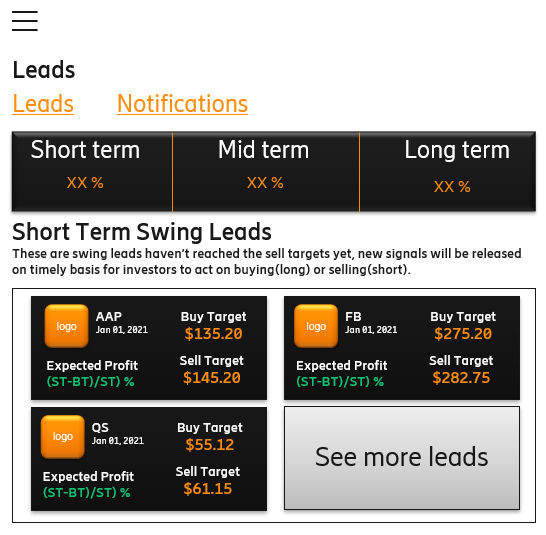 Leads
Leads Notifications
Short term Mid term Long term
XX % XX % XX %
Short Term Swing Leads
These are swing leads haven't reached the sell targets yet, new signals will be released
on timely basis for investors to act on buying(long) or selling(short).
logo
AAP
Jan 01, 2021
Buy Target
$135.20
Expected Profit
(ST-BT)/ST) %
Sell Target
$145.20
logo
FB
Jan 01, 2021
Buy Target
$275.20
Expected Profit
(ST-BT)/ST) %
Sell Target
$282.75
logo
QS
Jan 01, 2021
Buy Target
$55.12
Expected Profit
(ST-BT)/ST) %
Sell Target
$61.15
See more leads